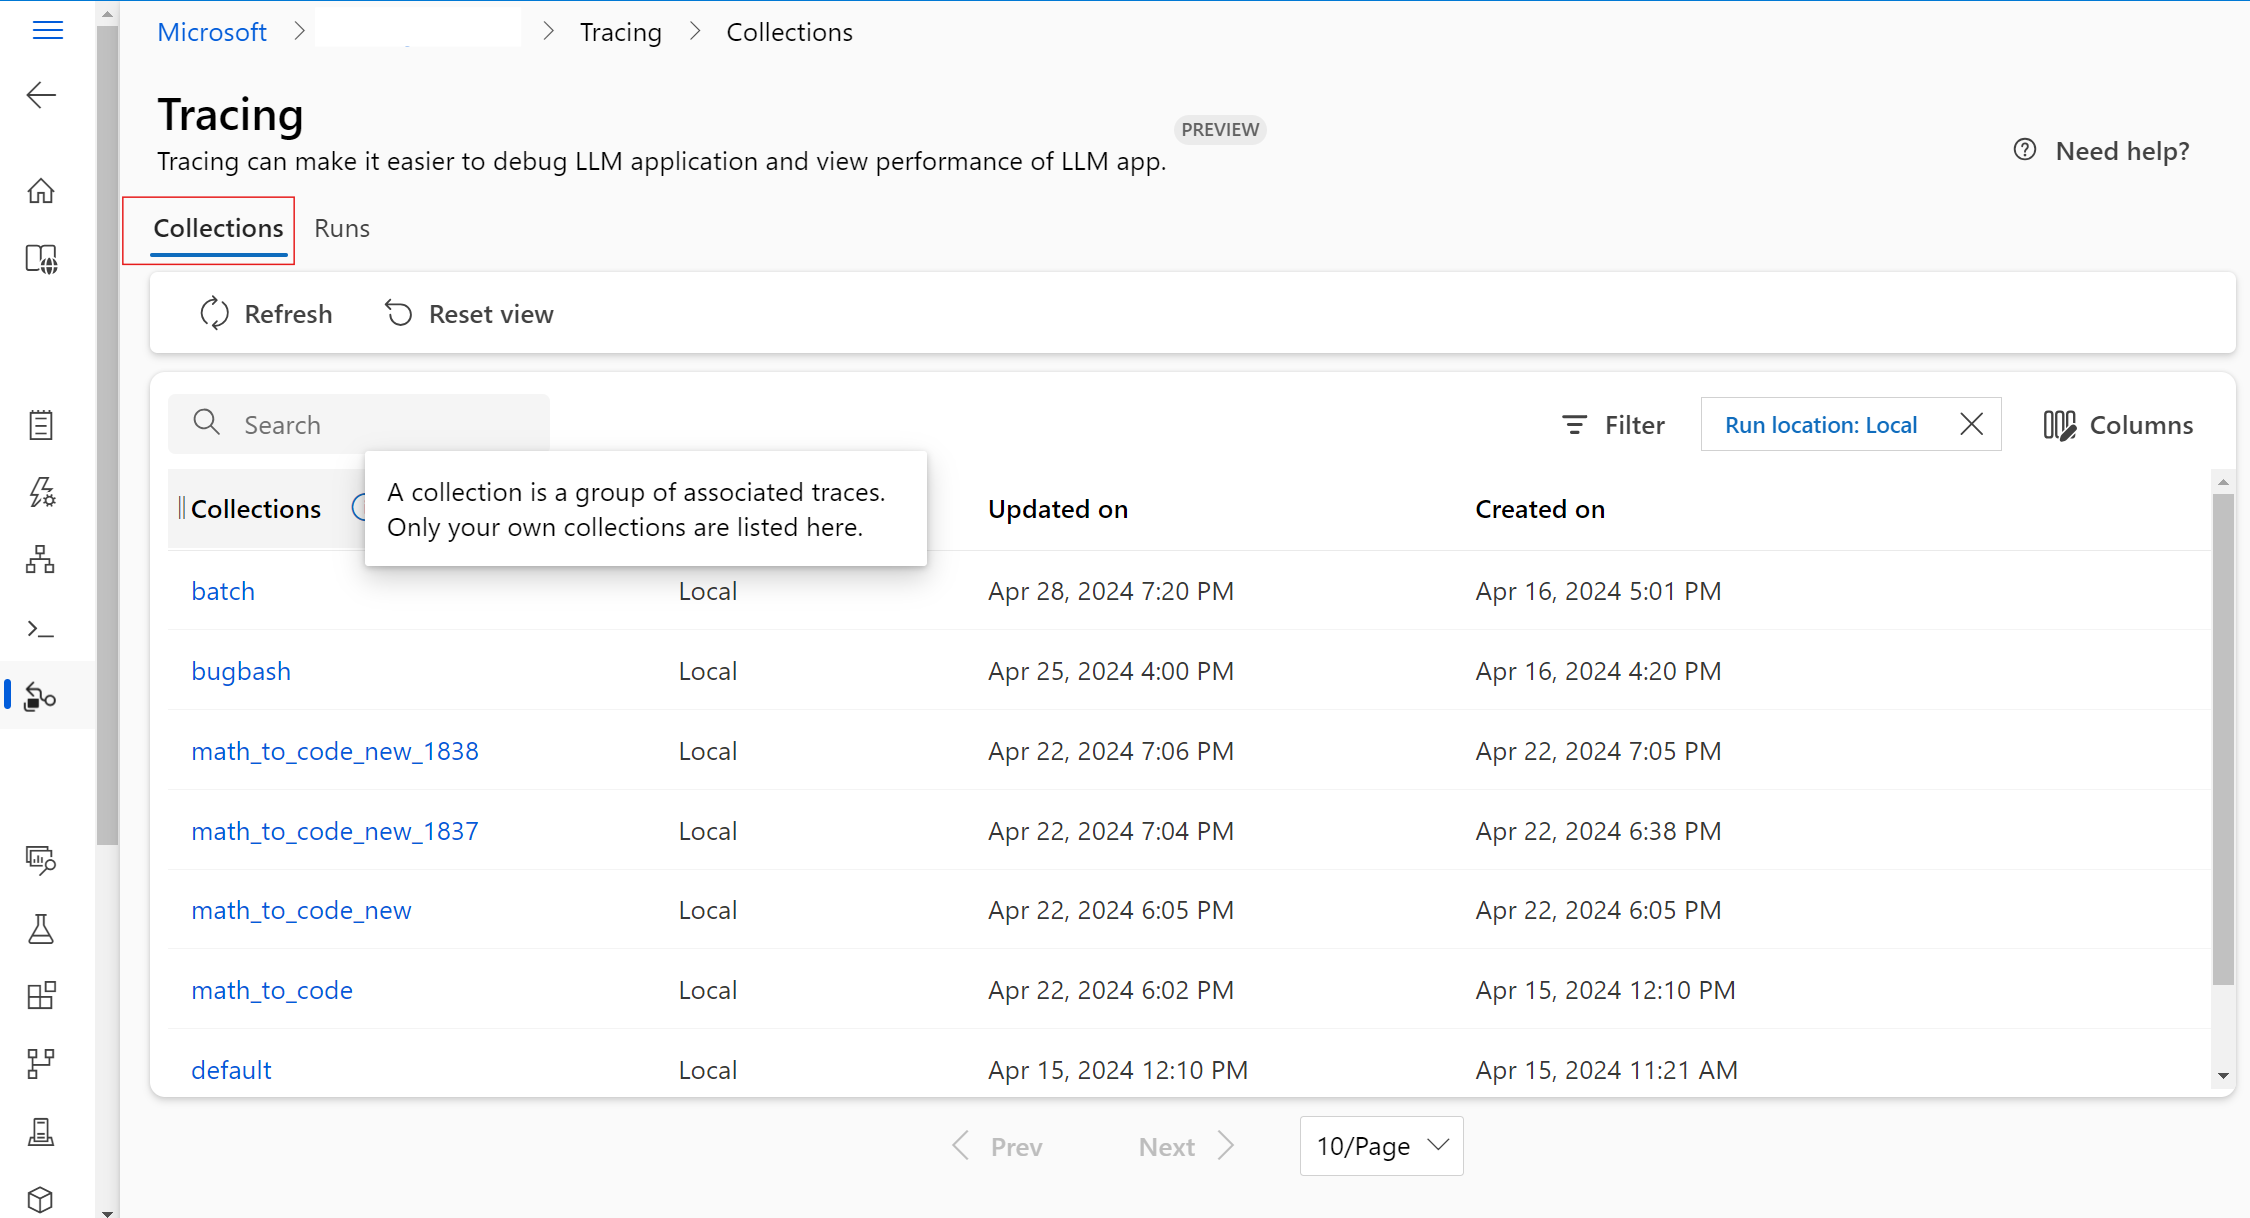 Microsoft > > Tracing > Collections
Tracing
PREVIEW
Tracing can make it easier to debug LLM application and view performance of LLM app.
Need help?
Collections Runs
Refresh Reset view
Search Filter Run location: Local Columns
A collection is a group of associated traces.
Only your own collections are listed here.
Collections Updated on Created on
batch Local Apr 28, 2024 7:20 PM Apr 16, 2024 5:01 PM
bugbash Local Apr 25, 2024 4:00 PM Apr 16, 2024 4:20 PM
math_to_code_new_1838 Local Apr 22, 2024 7:06 PM Apr 22, 2024 7:05 PM
math_to_code_new_1837 Local Apr 22, 2024 7:04 PM Apr 22, 2024 6:38 PM
math_to_code_new Local Apr 22, 2024 6:05 PM Apr 22, 2024 6:05 PM
math_to_code Local Apr 22, 2024 6:02 PM Apr 15, 2024 12:10 PM
default Local Apr 15, 2024 12:10 PM Apr 15, 2024 11:21 AM
Prev Next 10/Page